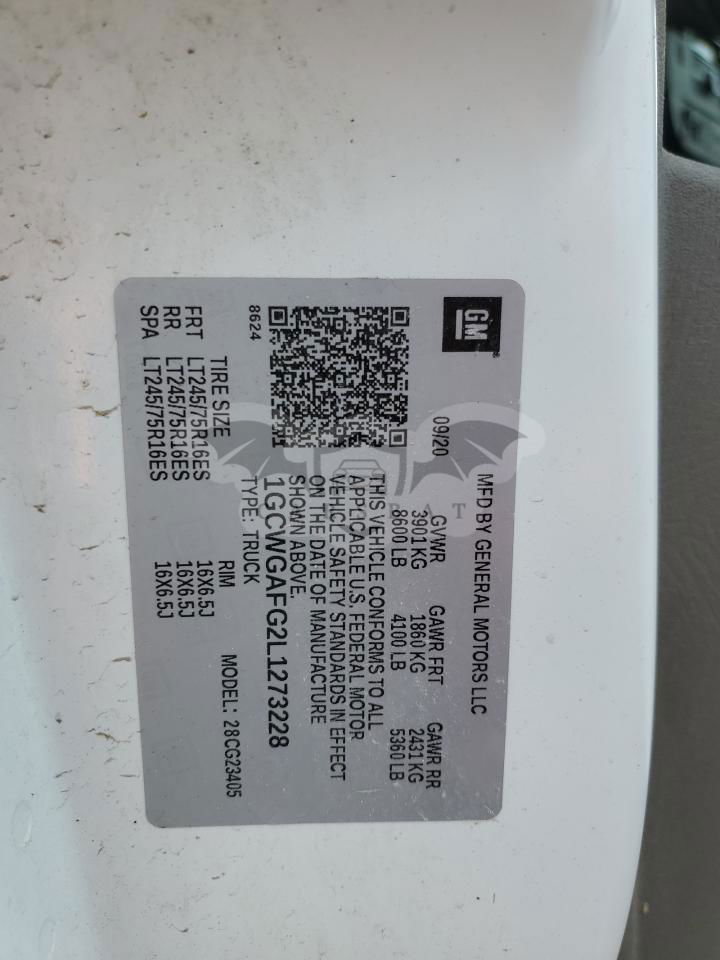 GM
MFD BY GENERAL MOTORS LLC
09/20
GVWR GAWR FRT GAWR RR
3901 KG 1860 KG 2431 KG
8600 LB 4100 LB 5360 LB
THIS VEHICLE CONFORMS TO ALL
APPLICABLE U.S. FEDERAL MOTOR
VEHICLE SAFETY STANDARDS IN EFFECT
ON THE DATE OF MANUFACTURE
SHOWN ABOVE.
1GCWGAFG2L1273228
8624
TYPE: TRUCK MODEL: 28CG23405
TIRE SIZE RIM
FRT LT245/75R16ES 16X6.5J
RR LT245/75R16ES 16X6.5J
SPA LT245/75R16ES 16X6.5J